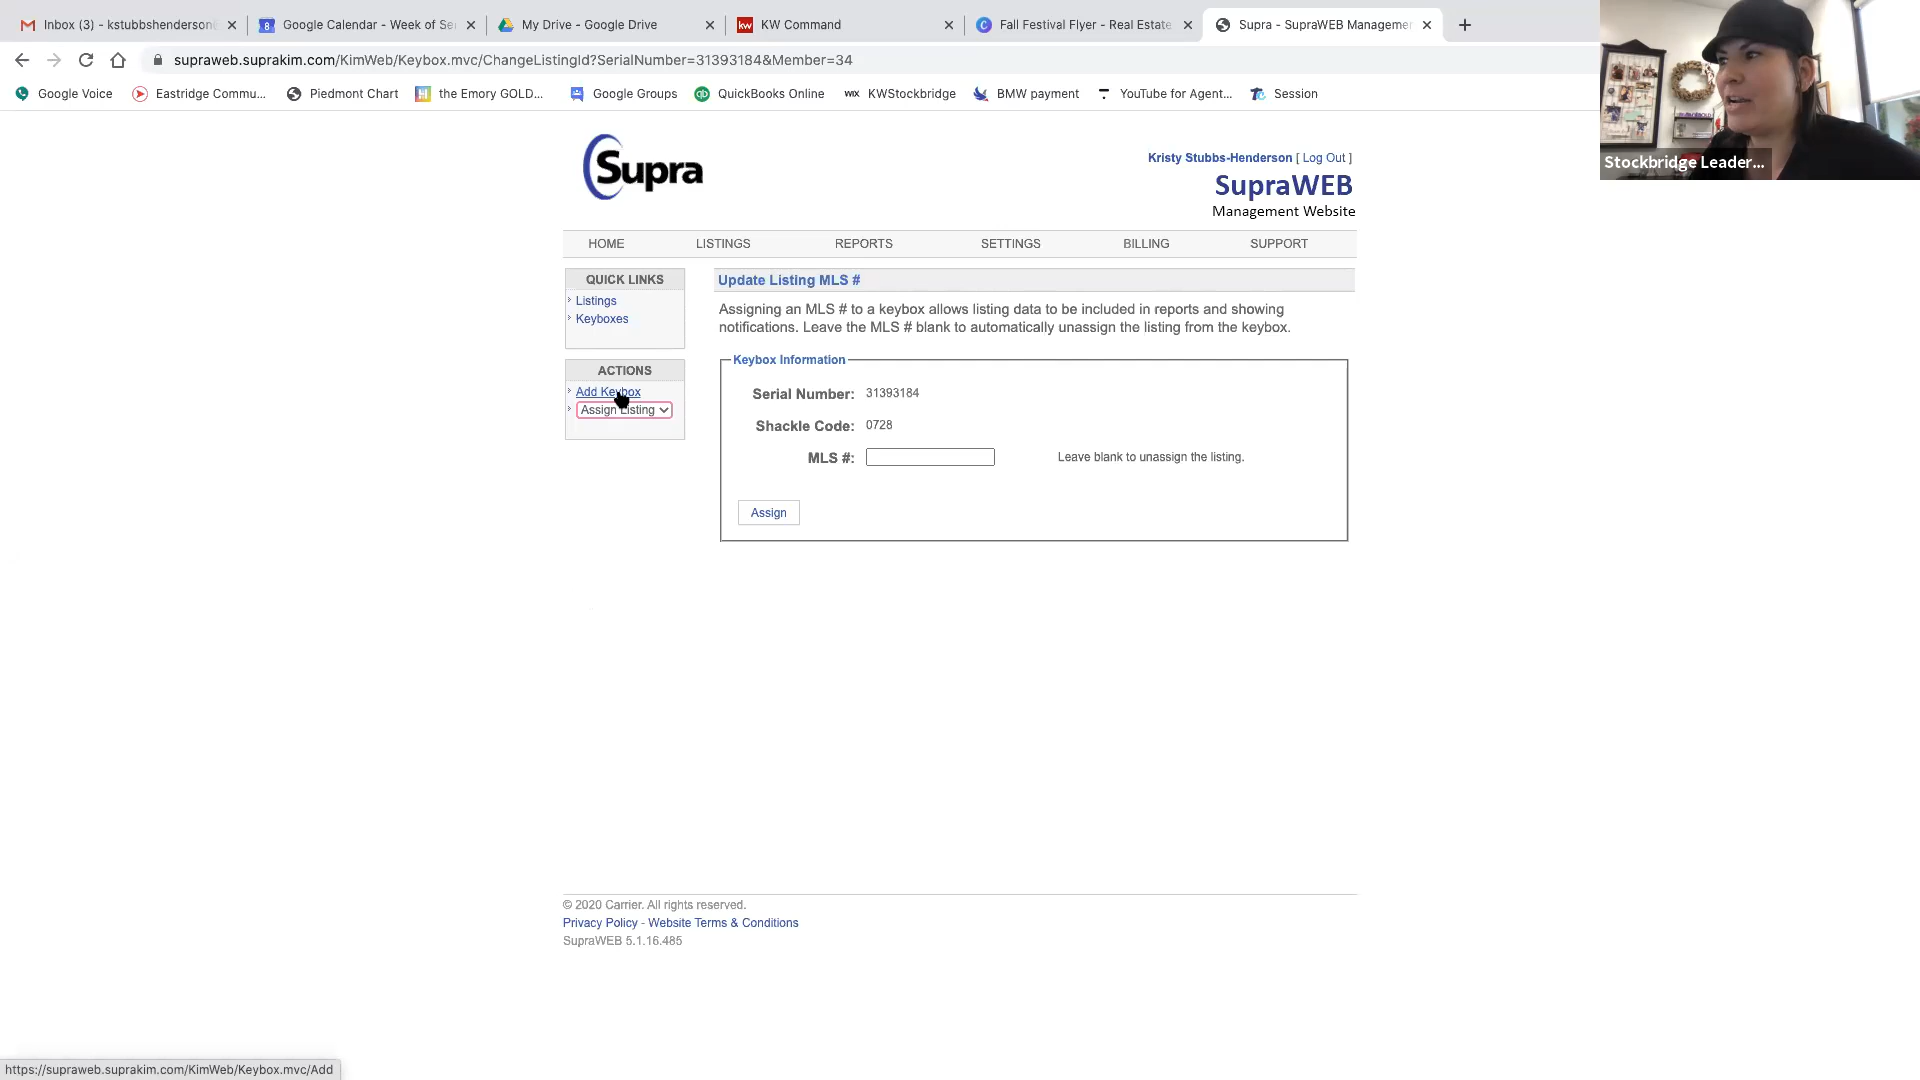 Inbox (3) - kstubbshenderson@
Google Calendar - Week of Se
My Drive - Google Drive
KW Command
Fall Festival Flyer - Real Estate
Supra - SupraWEB Managemen
supraweb.suprakim.com/KimWeb/Keybox.mvc/ChangeListingId?SerialNumber=31393184&Member=34
Google Voice
Eastridge Commu...
Piedmont Chart
the Emory GOLD...
Google Groups
QuickBooks Online
WIX KWStockbridge
BMW payment
YouTube for Agent...
Session
Stockbridge Leader...
Supra
Kristy Stubbs-Henderson [ Log Out ]
SupraWEB
Management Website
HOME LISTINGS REPORTS SETTINGS BILLING SUPPORT
QUICK LINKS
Listings
Keyboxes
ACTIONS
Add Keybox
Assign Listing
Update Listing MLS #
Assigning an MLS # to a keybox allows listing data to be included in reports and showing
notifications. Leave the MLS # blank to automatically unassign the listing from the keybox.
Keybox Information
Serial Number: 31393184
Shackle Code: 0728
MLS #: Leave blank to unassign the listing.
Assign
© 2020 Carrier. All rights reserved.
Privacy Policy - Website Terms & Conditions
SupraWEB 5.1.16.485
https://supraweb.suprakim.com/KimWeb/Keybox.mvc/Add